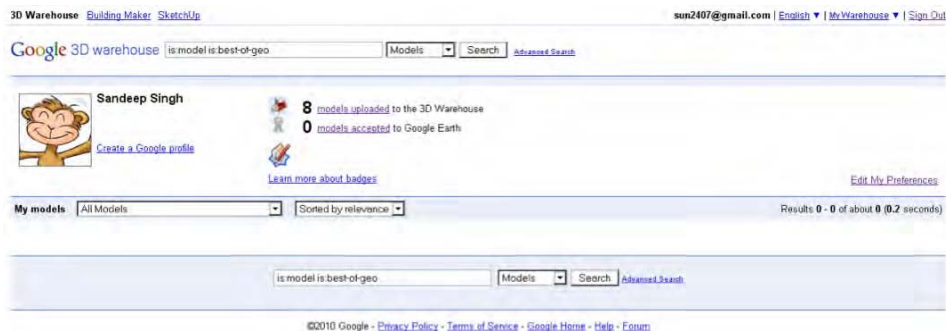 3D Warehouse Building Maker SketchUp
sun2407@gmail.com | English ▼ | My Warehouse ▼ | Sign Out
Google 3D warehouse is:model is:best-of-geo Models Search Advanced Search
Sandeep Singh
Create a Google profile
8 models uploaded to the 3D Warehouse
0 models accepted to Google Earth
Learn more about badges
Edit My Preferences
My models All Models Sorted by relevance Results 0 - 0 of about 0 (0.2 seconds)
is:model is:best-of-geo Models Search Advanced Search
©2010 Google - Privacy Policy - Terms of Service - Google Home - Help - Forum